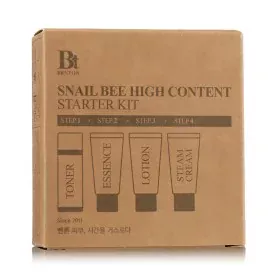 Bt
BENTON
SNAIL BEE HIGH CONTENT
STARTER KIT
STEP 1 > STEP 2 > STEP 3 > STEP 4
TONER
ESSENCE
LOTION
STEAM CREAM
Since 2011
벤튼 피부, 시간을 거스르다